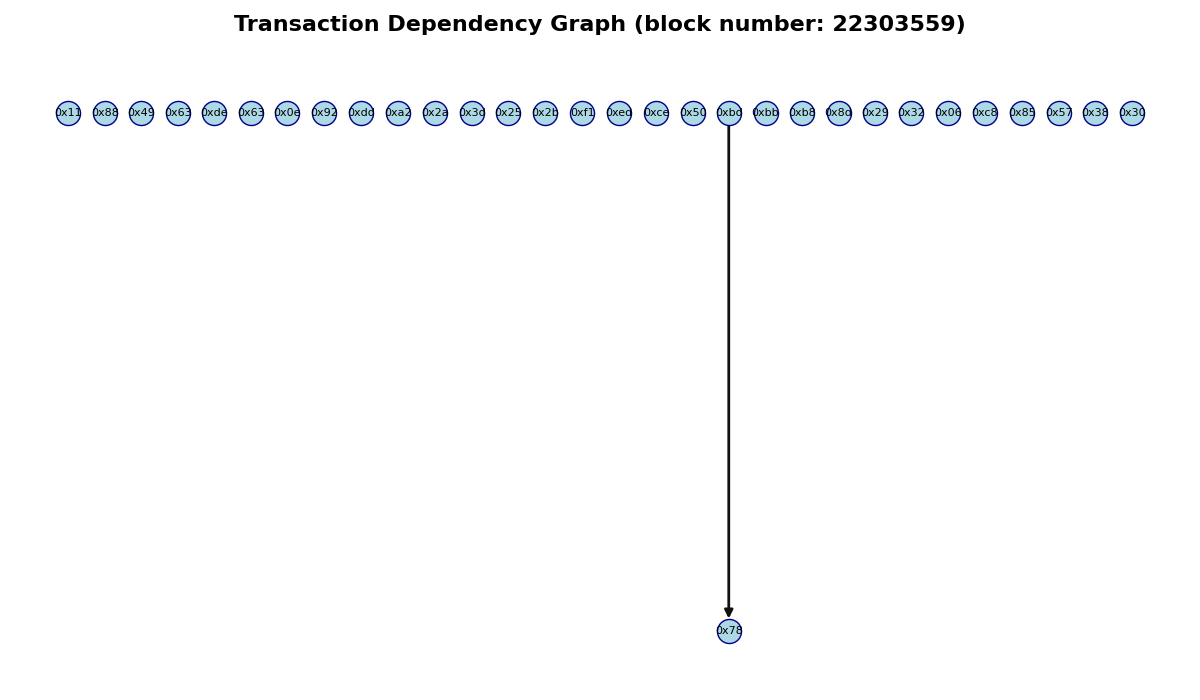 Transaction Dependency Graph (block number: 22303559)
0x11 0x88 0x49 0x63 0xde 0x63 0x0e 0x92 0xdd 0xa2 0x2a 0x3d 0x25 0x2b 0xf1 0xed 0xce 0x50 0xbd 0xbb 0xb8 0x8d 0x29 0x32 0x06 0xc8 0x85 0x57 0x38 0x30
0x78